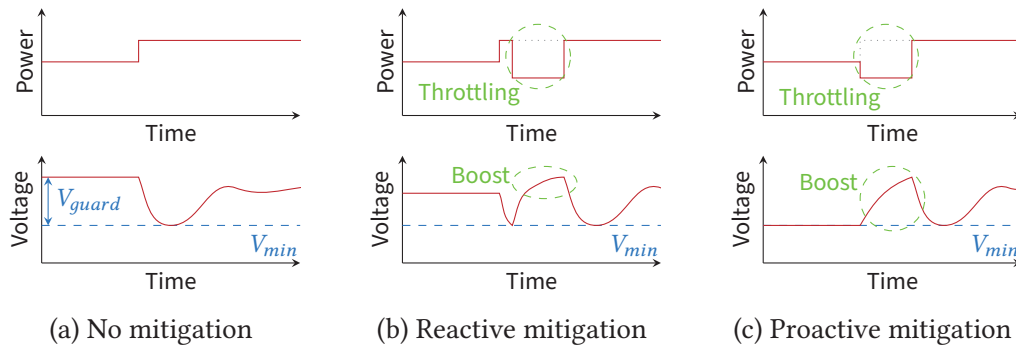 Power
Throttling
Time
Voltage
V_guard
V_min
Time
(a) No mitigation
Power
Throttling
Time
Voltage
Boost
V_min
Time
(b) Reactive mitigation
Power
Throttling
Time
Voltage
Boost
V_min
Time
(c) Proactive mitigation